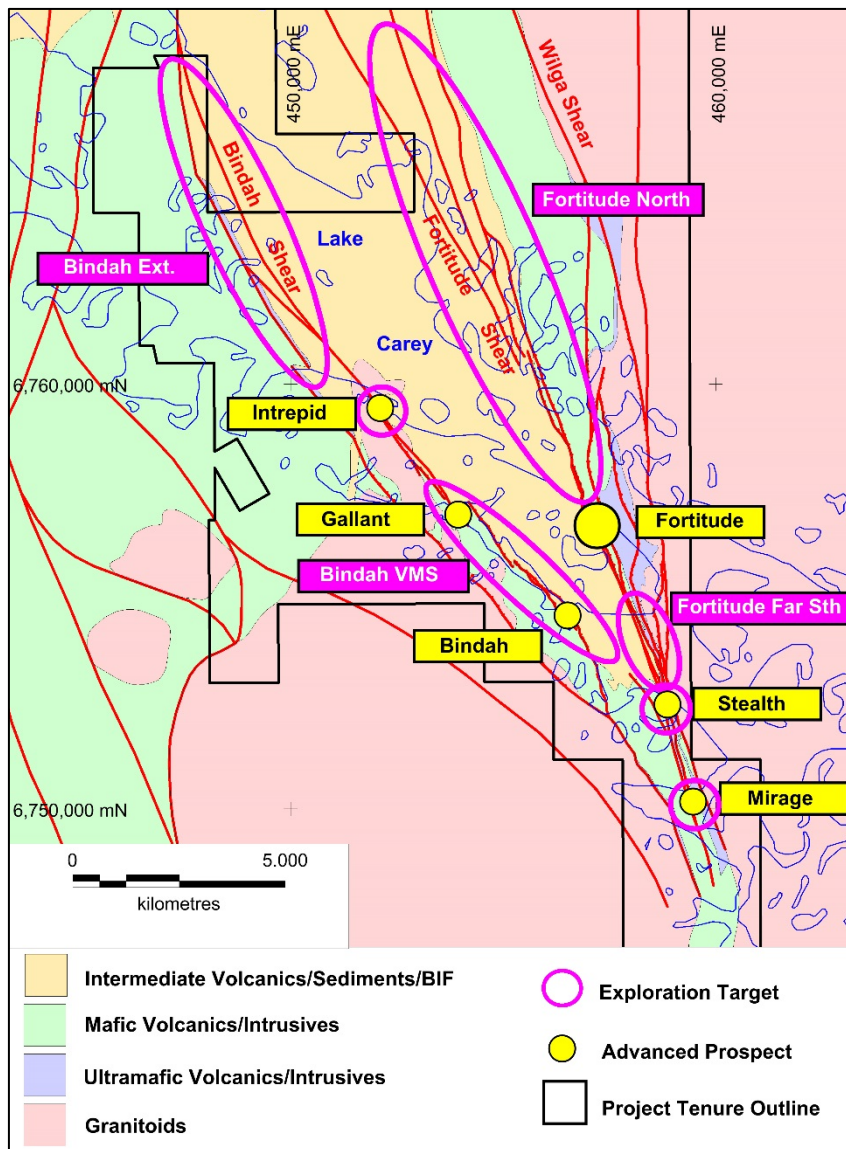 450,000 mE
460,000 mE
Wilga Shear
Bindah
Shear
Fortitude North
Lake
Fortitude
Bindah Ext.
Shear
Carey
6,760,000 mN
Intrepid
Gallant
Fortitude
Bindah VMS
Fortitude Far Sth
Bindah
Stealth
Mirage
6,750,000 mN
0
5.000
kilometres
Intermediate Volcanics/Sediments/BIF
Exploration Target
Mafic Volcanics/Intrusives
Advanced Prospect
Ultramafic Volcanics/Intrusives
Project Tenure Outline
Granitoids